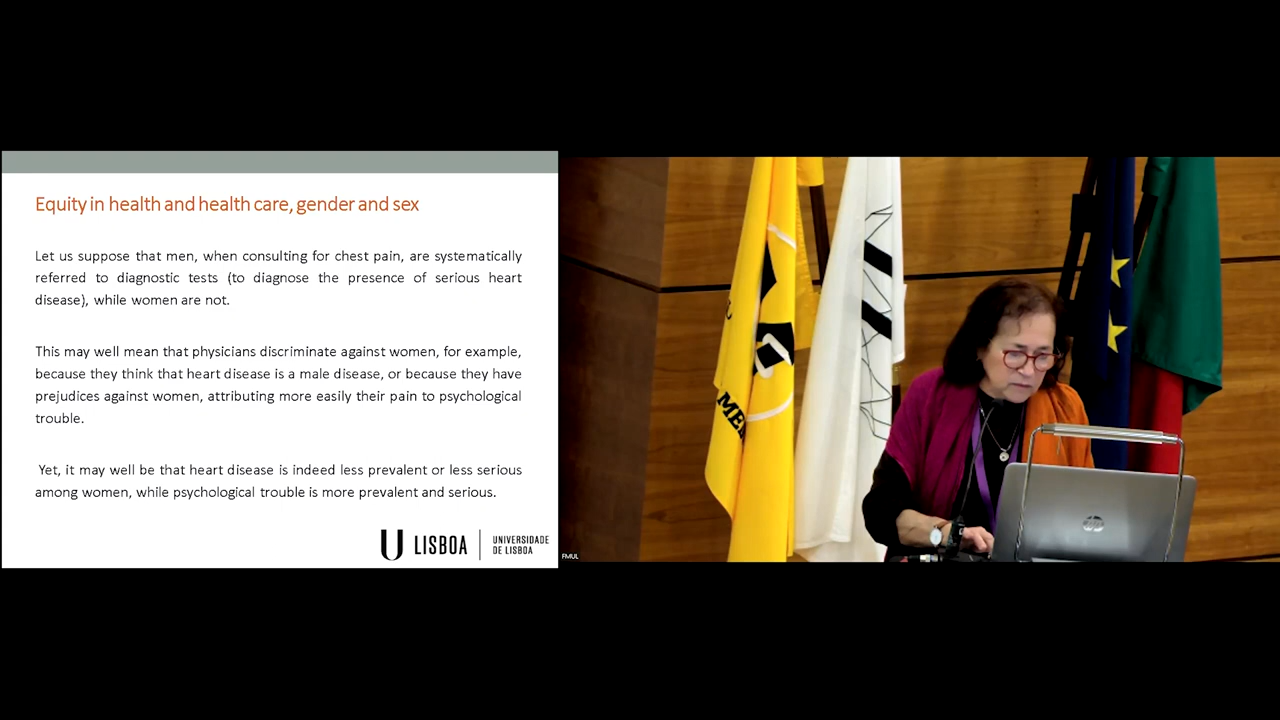 Equity in health and health care, gender and sex
Let us suppose that men, when consulting for chest pain, are systematically
referred to diagnostic tests (to diagnose the presence of serious heart
disease), while women are not.
This may well mean that physicians discriminate against women, for example,
because they think that heart disease is a male disease, or because they have
prejudices against women, attributing more easily their pain to psychological
trouble.
Yet, it may well be that heart disease is indeed less prevalent or less serious
among women, while psychological trouble is more prevalent and serious.
U LISBOA
UNIVERSIDADE
DE LISBOA
FMUL
hp